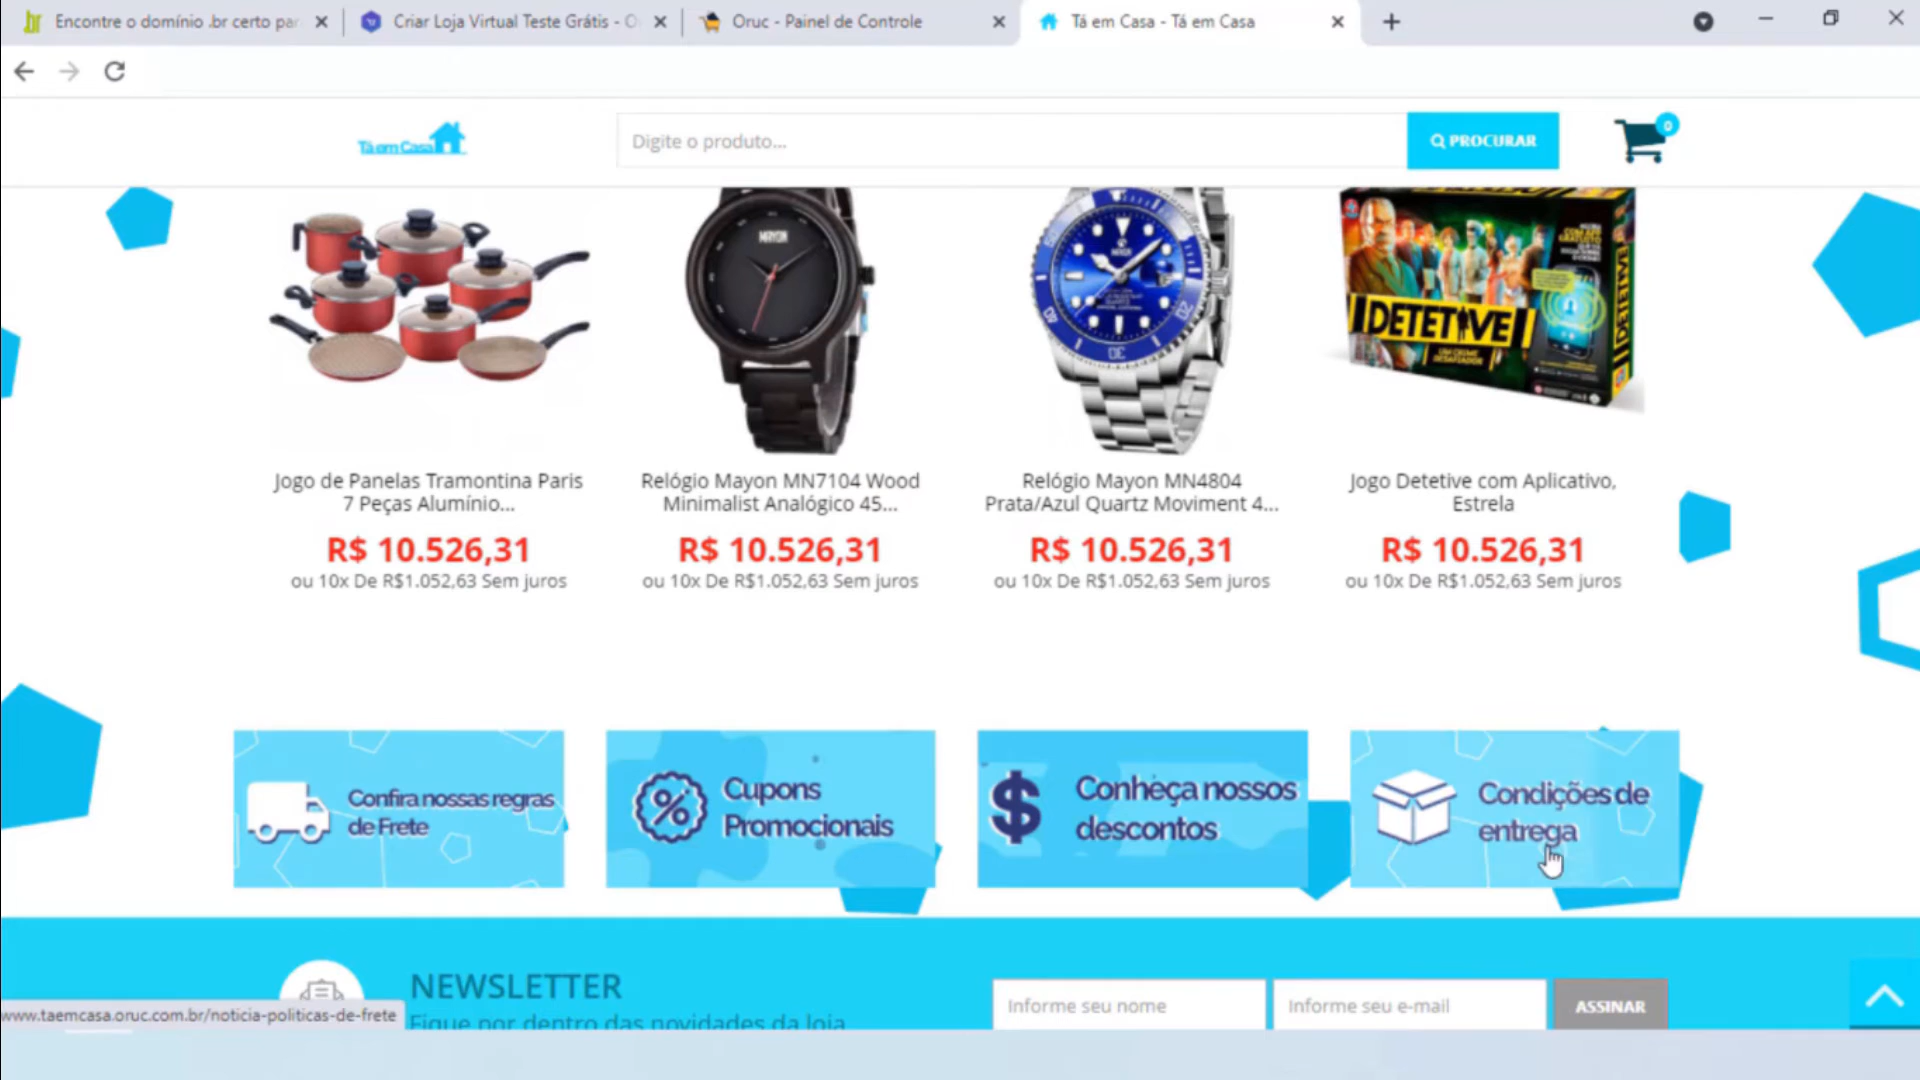 Encontre o domínio .br certo par
Criar Loja Virtual Teste Grátis - O
Oruc - Painel de Controle
Tá em Casa - Tá em Casa
Tá em Casa
Digite o produto...
PROCURAR
0
MAYON
DETETIVE
UM CRIME DESAFIADOR
DETETIVE
Jogo de Panelas Tramontina Paris
7 Peças Alumínio...
Relógio Mayon MN7104 Wood
Minimalist Analógico 45...
Relógio Mayon MN4804
Prata/Azul Quartz Moviment 4...
Jogo Detetive com Aplicativo,
Estrela
R$ 10.526,31
R$ 10.526,31
R$ 10.526,31
R$ 10.526,31
ou 10x De R$1.052,63 Sem juros
ou 10x De R$1.052,63 Sem juros
ou 10x De R$1.052,63 Sem juros
ou 10x De R$1.052,63 Sem juros
Confira nossas regras
de Frete
Cupons
Promocionais
Conheça nossos
descontos
Condições de
entrega
NEWSLETTER
Fique por dentro das novidades da loja
Informe seu nome
Informe seu e-mail
ASSINAR
www.taemcasa.oruc.com.br/noticia-politicas-de-frete